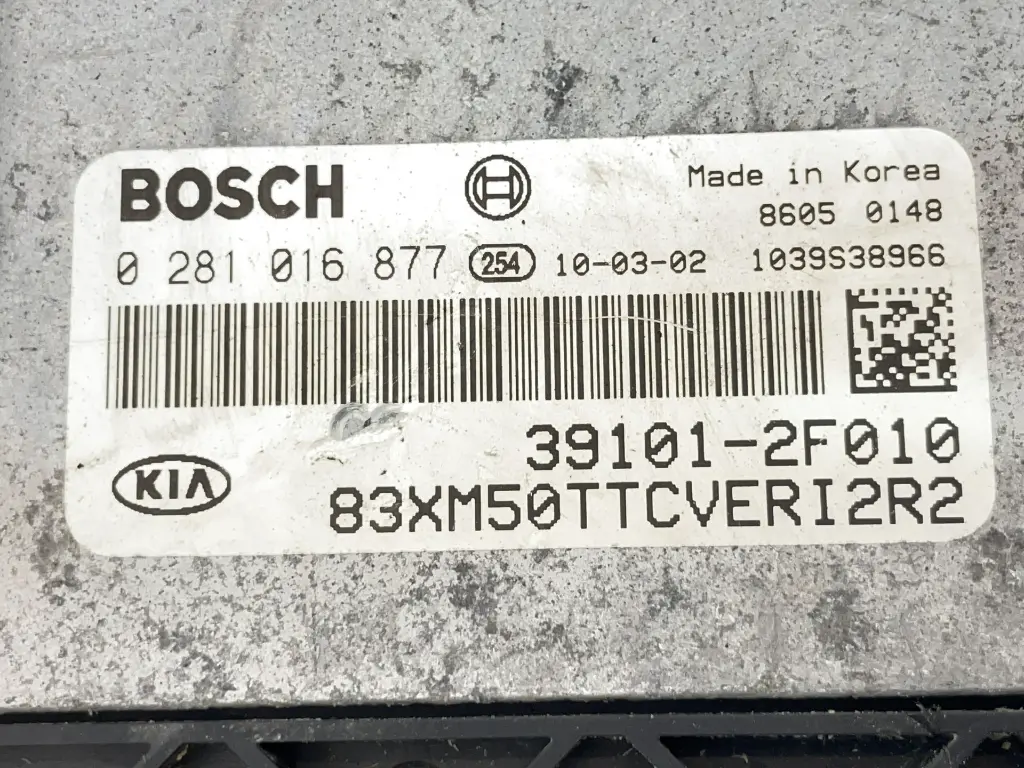 BOSCH Made in Korea
8605 0148
0 281 016 877 254 10-03-02 1039S38966
39101-2F010
KIA
83XM50TTCVERI2R2